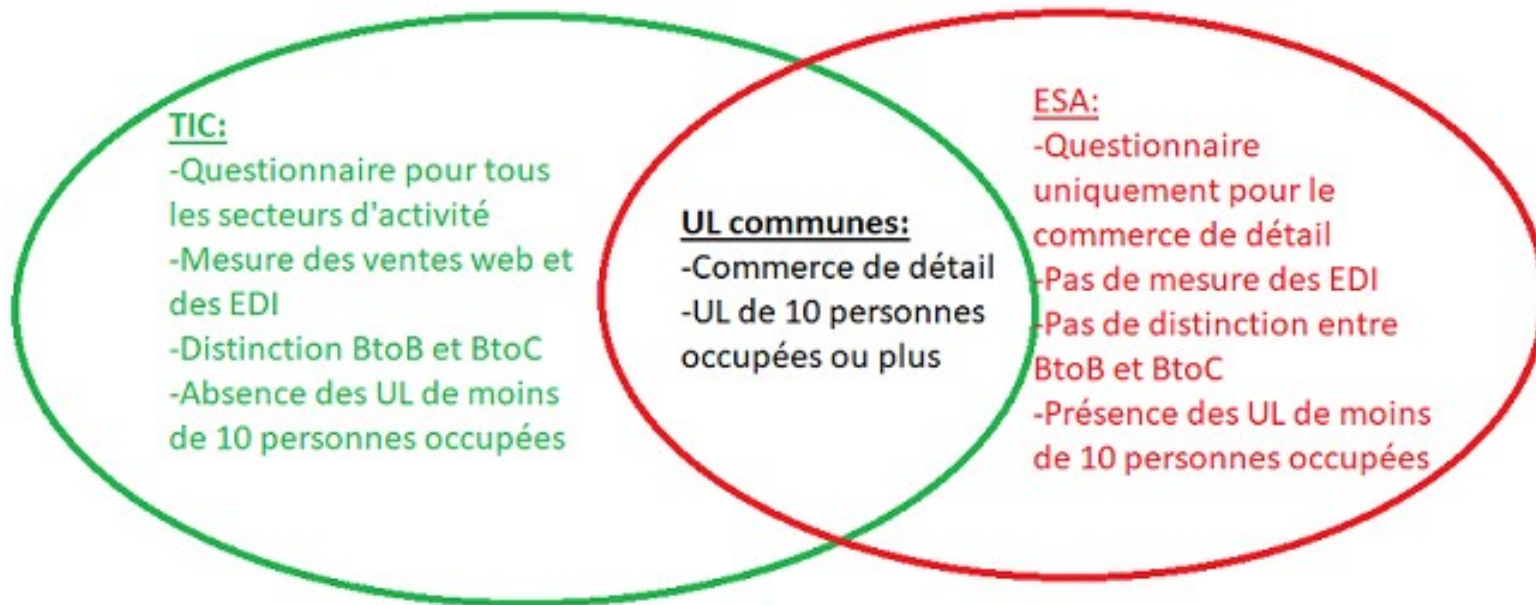 TIC:
-Questionnaire pour tous
les secteurs d'activité
-Mesure des ventes web et
des EDI
-Distinction BtoB et BtoC
-Absence des UL de moins
de 10 personnes occupées
UL communes:
-Commerce de détail
-UL de 10 personnes
occupées ou plus
ESA:
-Questionnaire
uniquement pour le
commerce de détail
-Pas de mesure des EDI
-Pas de distinction entre
BtoB et BtoC
-Présence des UL de moins
de 10 personnes occupées